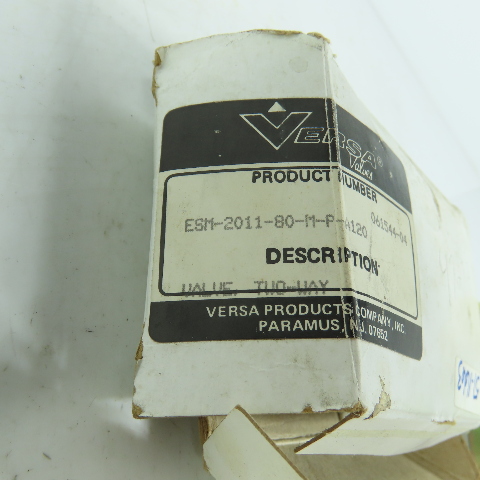 VERSA®
Valves
PRODUCT NUMBER
ESM-2011-80-M-P-A120 061544-04
DESCRIPTION
VALVE, TWO-WAY
VERSA PRODUCTS COMPANY, INC.
PARAMUS, N.J. 07652